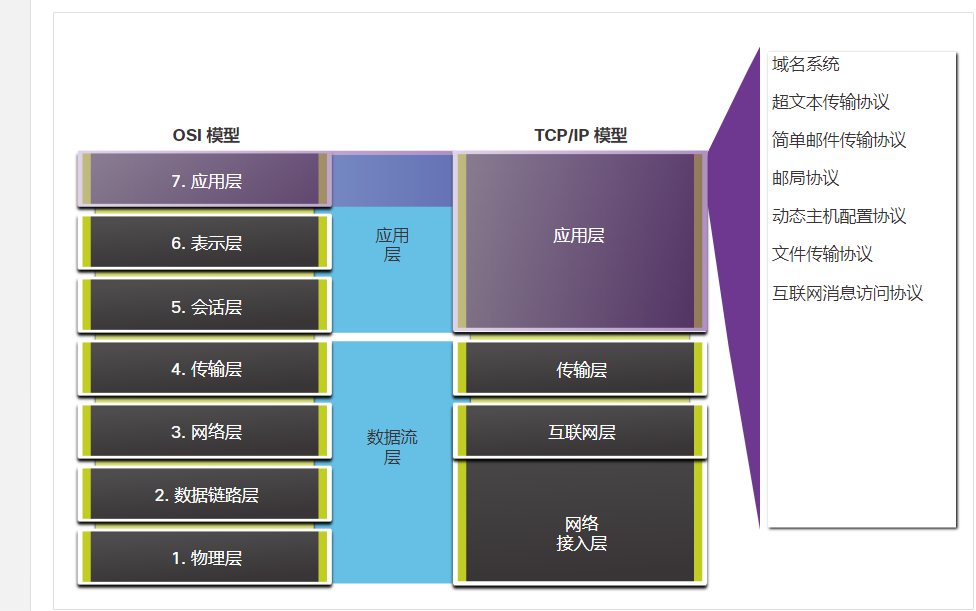 OSI 模型
7. 应用层
6. 表示层
5. 会话层
4. 传输层
3. 网络层
2. 数据链路层
1. 物理层
应用
层
数据流
层
TCP/IP 模型
应用层
传输层
互联网层
网络
接入层
域名系统
超文本传输协议
简单邮件传输协议
邮局协议
动态主机配置协议
文件传输协议
互联网消息访问协议